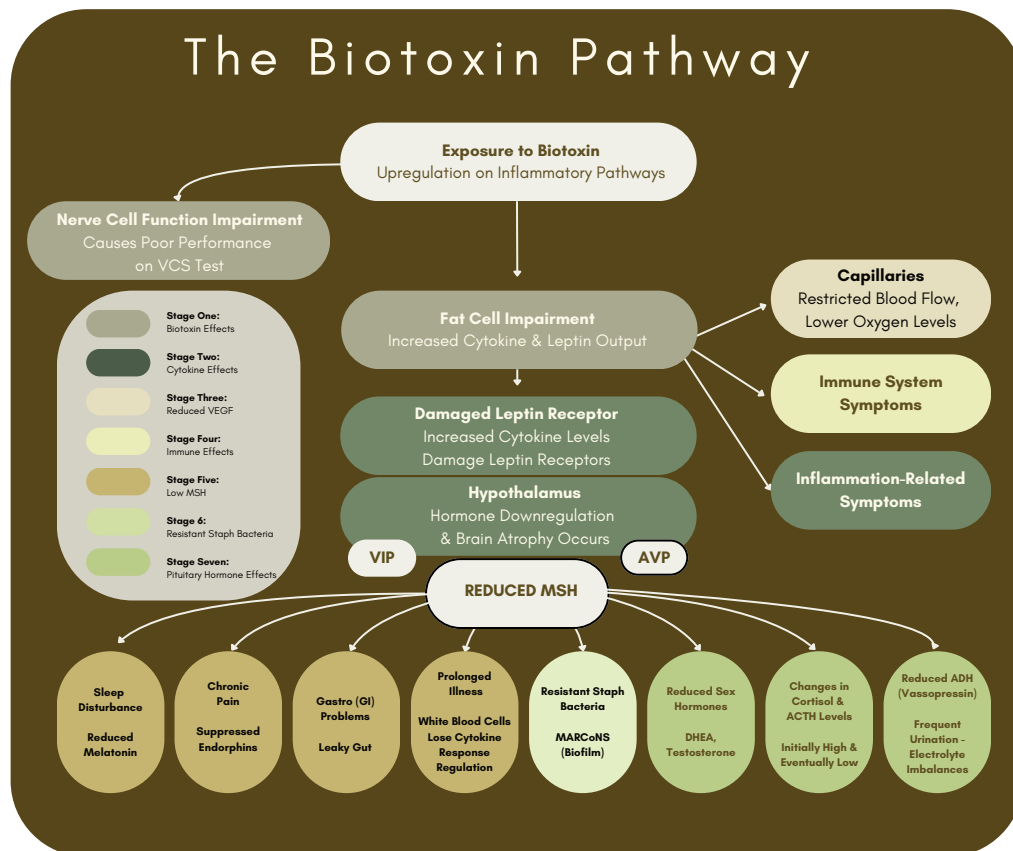 The Biotoxin Pathway
Exposure to Biotoxin
Upregulation on Inflammatory Pathways
Nerve Cell Function Impairment
Causes Poor Performance
on VCS Test
Fat Cell Impairment
Increased Cytokine & Leptin Output
Capillaries
Restricted Blood Flow,
Lower Oxygen Levels
Immune System
Symptoms
Inflammation-Related
Symptoms
Stage One:
Biotoxin Effects
Stage Two:
Cytokine Effects
Stage Three:
Reduced VEGF
Stage Four:
Immune Effects
Stage Five:
Low MSH
Stage 6:
Resistant Staph Bacteria
Stage Seven:
Pituitary Hormone Effects
Damaged Leptin Receptor
Increased Cytokine Levels
Damage Leptin Receptors
Hypothalamus
Hormone Downregulation
& Brain Atrophy Occurs
VIP
AVP
REDUCED MSH
Sleep
Disturbance
Reduced
Melatonin
Chronic
Pain
Suppressed
Endorphins
Gastro (GI)
Problems
Leaky Gut
Prolonged
Illness
White Blood Cells
Lose Cytokine
Response
Regulation
Resistant Staph
Bacteria
MARCoNS
(Biofilm)
Reduced Sex
Hormones
DHEA,
Testosterone
Changes in
Cortisol &
ACTH Levels
Initially High &
Eventually Low
Reduced ADH
(Vassopressin)
Frequent
Urination -
Electrolyte
Imbalances